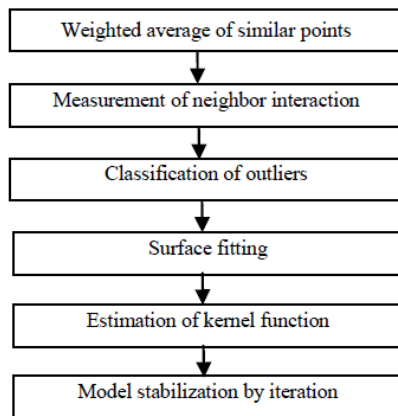 Weighted average of similar points
Measurement of neighbor interaction
Classification of outliers
Surface fitting
Estimation of kernel function
Model stabilization by iteration